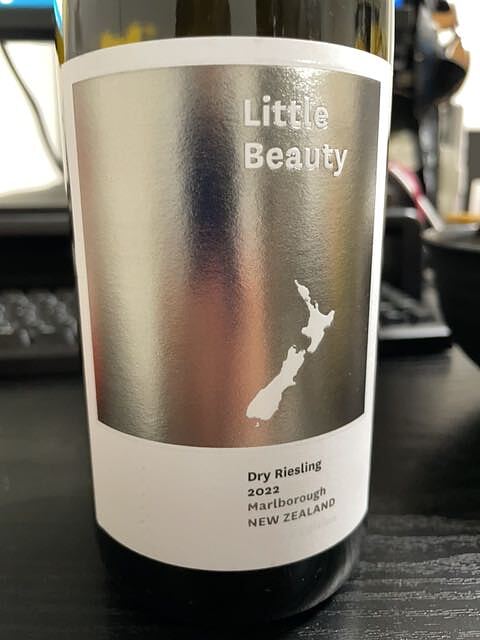 Little
Beauty
Dry Riesling
2022
Marlborough
NEW ZEALAND